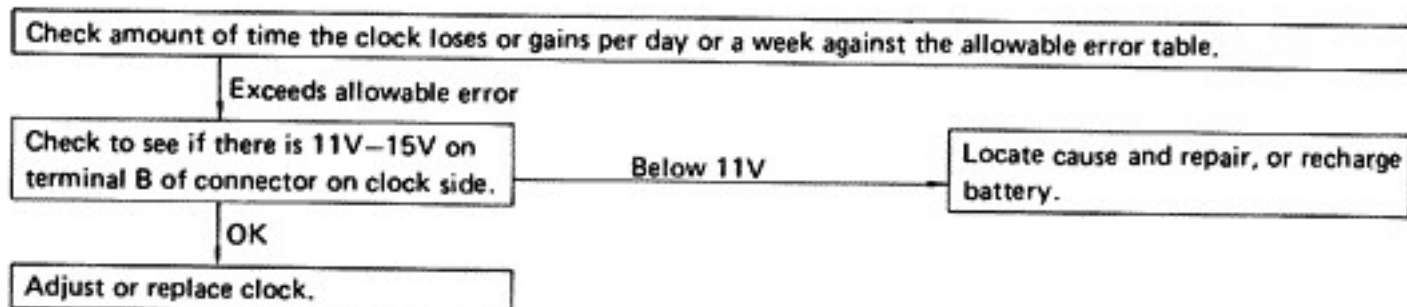 Check amount of time the clock loses or gains per day or a week against the allowable error table.
Exceeds allowable error
Check to see if there is 11V–15V on
terminal B of connector on clock side.
Below 11V
Locate cause and repair, or recharge
battery.
OK
Adjust or replace clock.